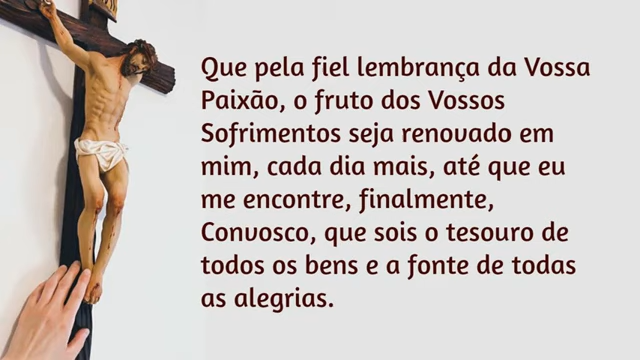 Que pela fiel lembrança da Vossa
Paixão, o fruto dos Vossos
Sofrimentos seja renovado em
mim, cada dia mais, até que eu
me encontre, finalmente,
Convosco, que sois o tesouro de
todos os bens e a fonte de todas
as alegrias.